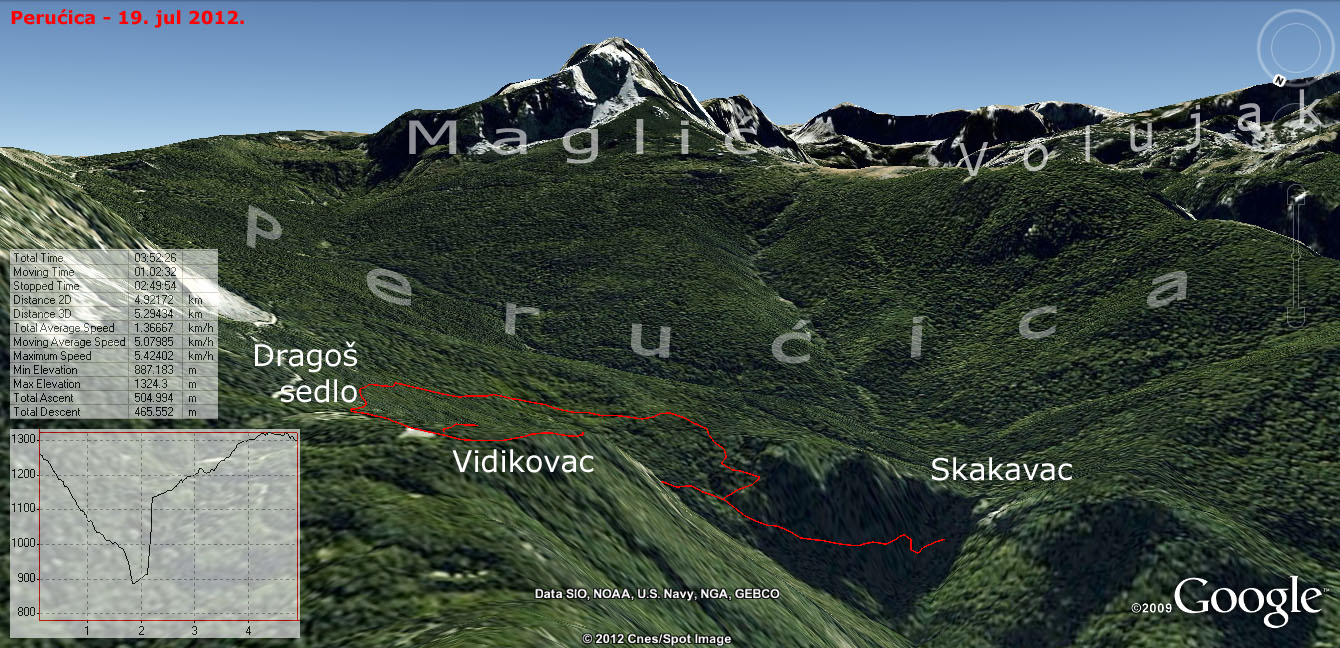 Perućica - 19. jul 2012.
N
Maglić
Volujak
Perućica
Total Time 03:52:26
Moving Time 01:02:32
Stopped Time 02:49:54
Distance 2D 4.92172 km
Distance 3D 5.29434 km
Total Average Speed 1.36667 km/h
Moving Average Speed 5.07985 km/h
Maximum Speed 5.42402 km/h
Min Elevation 887.183 m
Max Elevation 1324.3 m
Total Ascent 504.994 m
Total Descent 465.552 m
Dragoš
sedlo
Vidikovac
Skakavac
1300
1200
1100
1000
900
800
1 2 3 4
Data SIO, NOAA, U.S. Navy, NGA, GEBCO
©2009 Google™
© 2012 Cnes/Spot Image